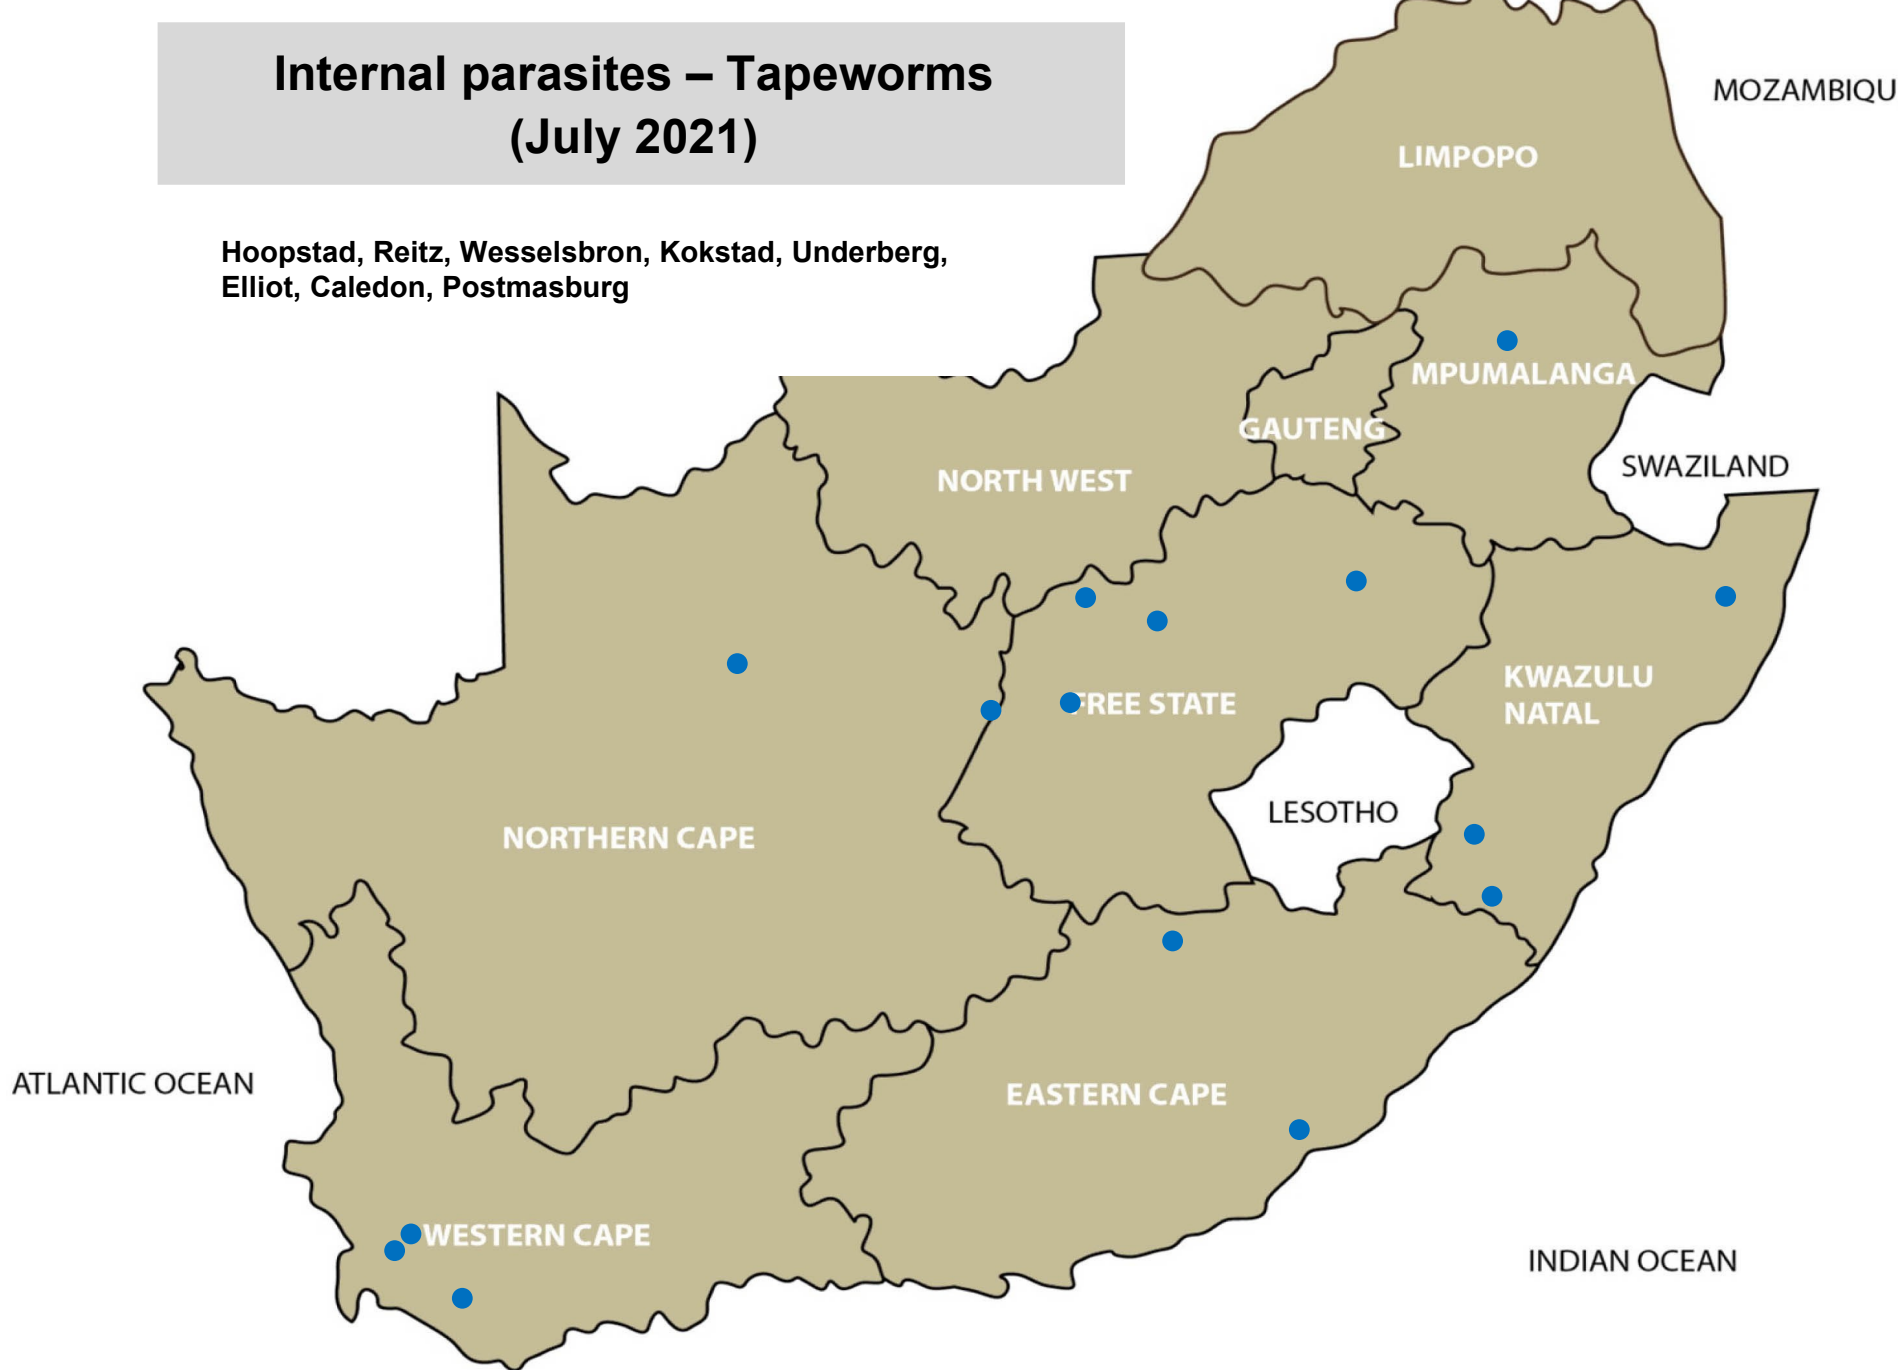 Internal parasites – Tapeworms
(July 2021)
Hoopstad, Reitz, Wesselsbron, Kokstad, Underberg,
Elliot, Caledon, Postmasburg
MOZAMBIQU
LIMPOPO
MPUMALANGA
GAUTENG
SWAZILAND
NORTH WEST
KWAZULU
NATAL
FREE STATE
LESOTHO
NORTHERN CAPE
ATLANTIC OCEAN
EASTERN CAPE
WESTERN CAPE
INDIAN OCEAN